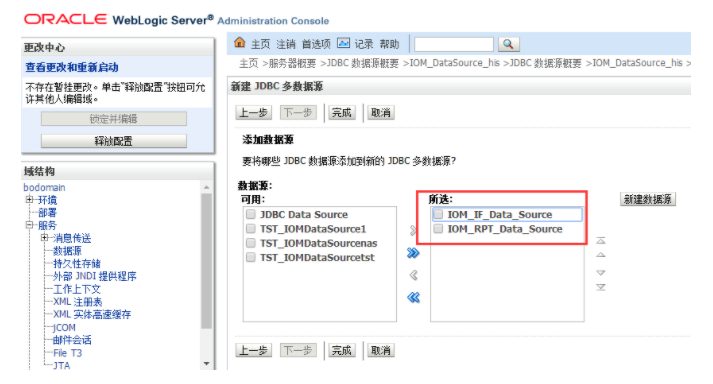 ORACLE WebLogic Server® Administration Console
更改中心
查看更改和重新启动
不存在暂挂更改。单击"释放配置"按钮可允
许其他人编辑域。
锁定并编辑
释放配置
域结构
bodomain
环境
部署
服务
消息传送
数据源
持久性存储
外部 JNDI 提供程序
工作上下文
XML 注册表
XML 实体高速缓存
jCOM
邮件会话
File T3
JTA
主页 注销 首选项 记录 帮助
主页 >服务器概要 >JDBC 数据源概要 >IOM_DataSource_his >JDBC 数据源概要 >IOM_DataSource_his >
新建 JDBC 多数据源
上一步 下一步 完成 取消
添加数据源
要将哪些 JDBC 数据源添加到新的 JDBC 多数据源?
数据源:
可用:
JDBC Data Source
TST_IOMDataSource1
TST_IOMDataSourcenas
TST_IOMDataSourcetst
所选:
IOM_IF_Data_Source
IOM_RPT_Data_Source
新建数据源
上一步 下一步 完成 取消